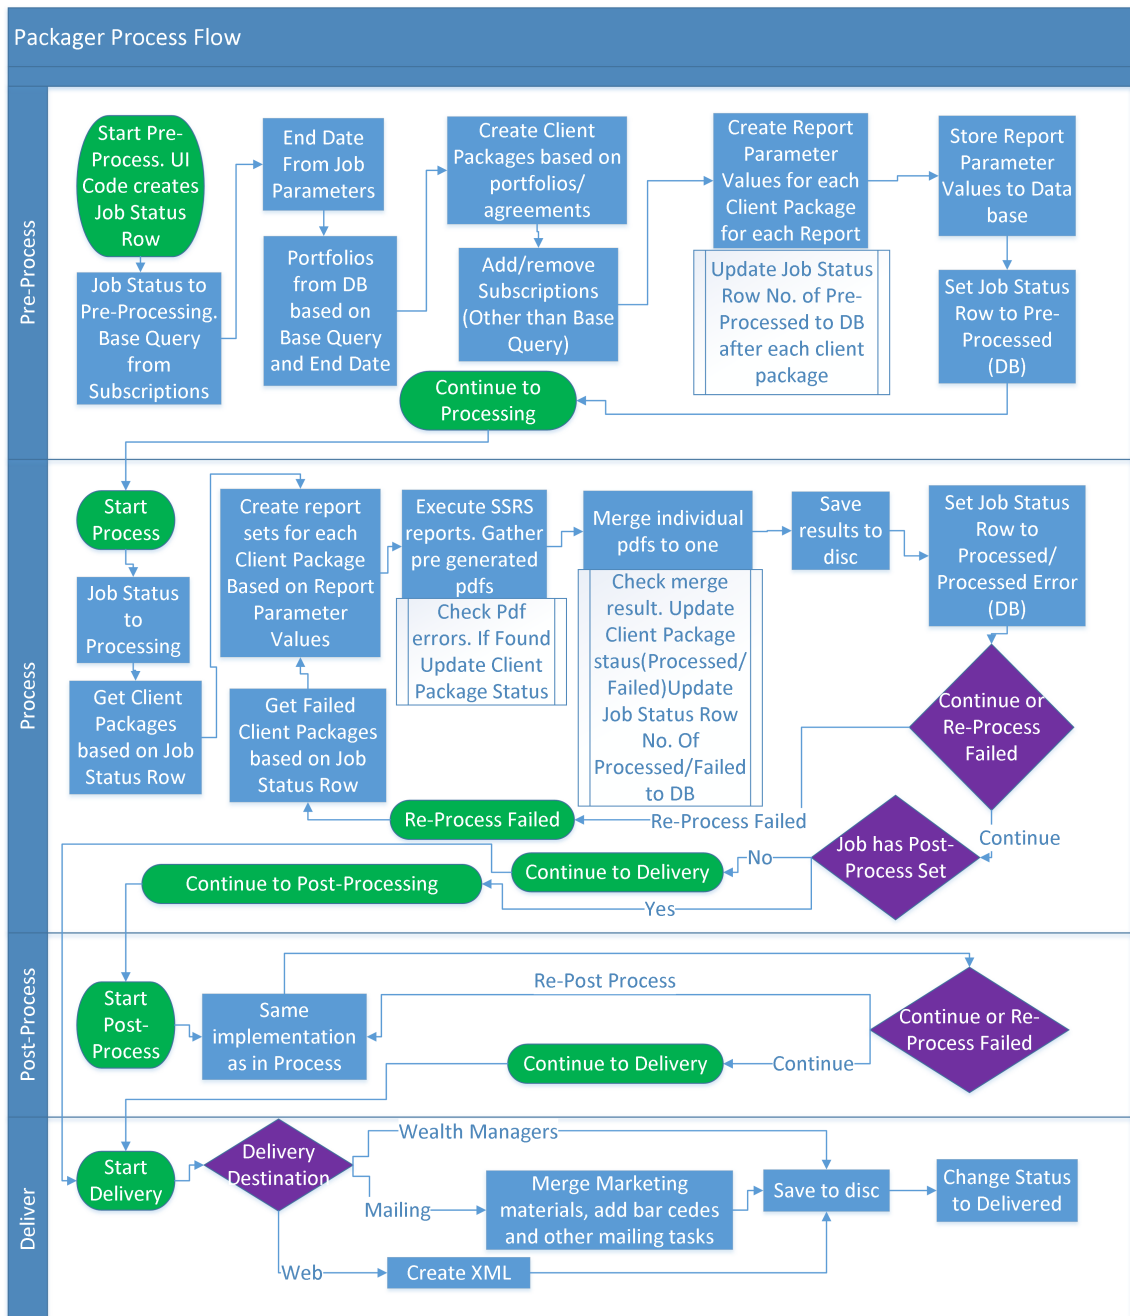 Packager Process Flow
Pre-Process
Start Pre-
Process. UI
Code creates
Job Status
Row
Job Status to
Pre-Processing.
Base Query
from
Subscriptions
End Date
From Job
Parameters
Portfolios
from DB
based on
Base Query
and End Date
Create Client
Packages based on
portfolios/
agreements
Add/remove
Subscriptions
(Other than Base
Query)
Create Report
Parameter
Values for each
Client Package
for each Report
Update Job Status
Row No. of Pre-
Processed to DB
after each client
package
Store Report
Parameter
Values to Data
base
Set Job Status
Row to Pre-
Processed
(DB)
Continue to
Processing
Process
Start
Process
Job Status
to
Processing
Get Client
Packages
based on Job
Status Row
Create report
sets for each
Client Package
Based on Report
Parameter
Values
Get Failed
Client Packages
based on Job
Status Row
Execute SSRS
reports. Gather
pre generated
pdfs
Check Pdf
errors. If Found
Update Client
Package Status
Merge individual
pdfs to one
Check merge
result. Update
Client Package
staus(Processed/
Failed)Update
Job Status Row
No. Of
Processed/Failed
to DB
Save
results to
disc
Set Job Status
Row to
Processed/
Processed Error
(DB)
Continue or
Re-Process
Failed
Re-Process Failed
Re-Process Failed
Continue
Job has Post-
Process Set
No
Continue to Delivery
Yes
Continue to Post-Processing
Post-Process
Start
Post-
Process
Same
implementation
as in Process
Re-Post Process
Continue or Re-
Process Failed
Continue
Continue to Delivery
Deliver
Start
Delivery
Delivery
Destination
Wealth Managers
Mailing
Merge Marketing
materials, add bar cedes
and other mailing tasks
Web
Create XML
Save to disc
Change Status
to Delivered